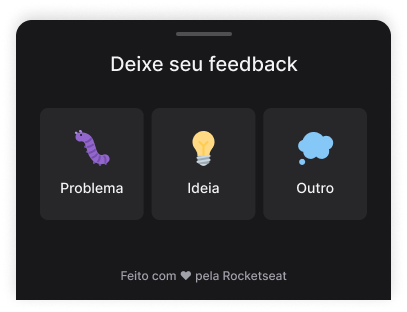 Deixe seu feedback
Problema
Ideia
Outro
Feito com ♥ pela Rocketseat